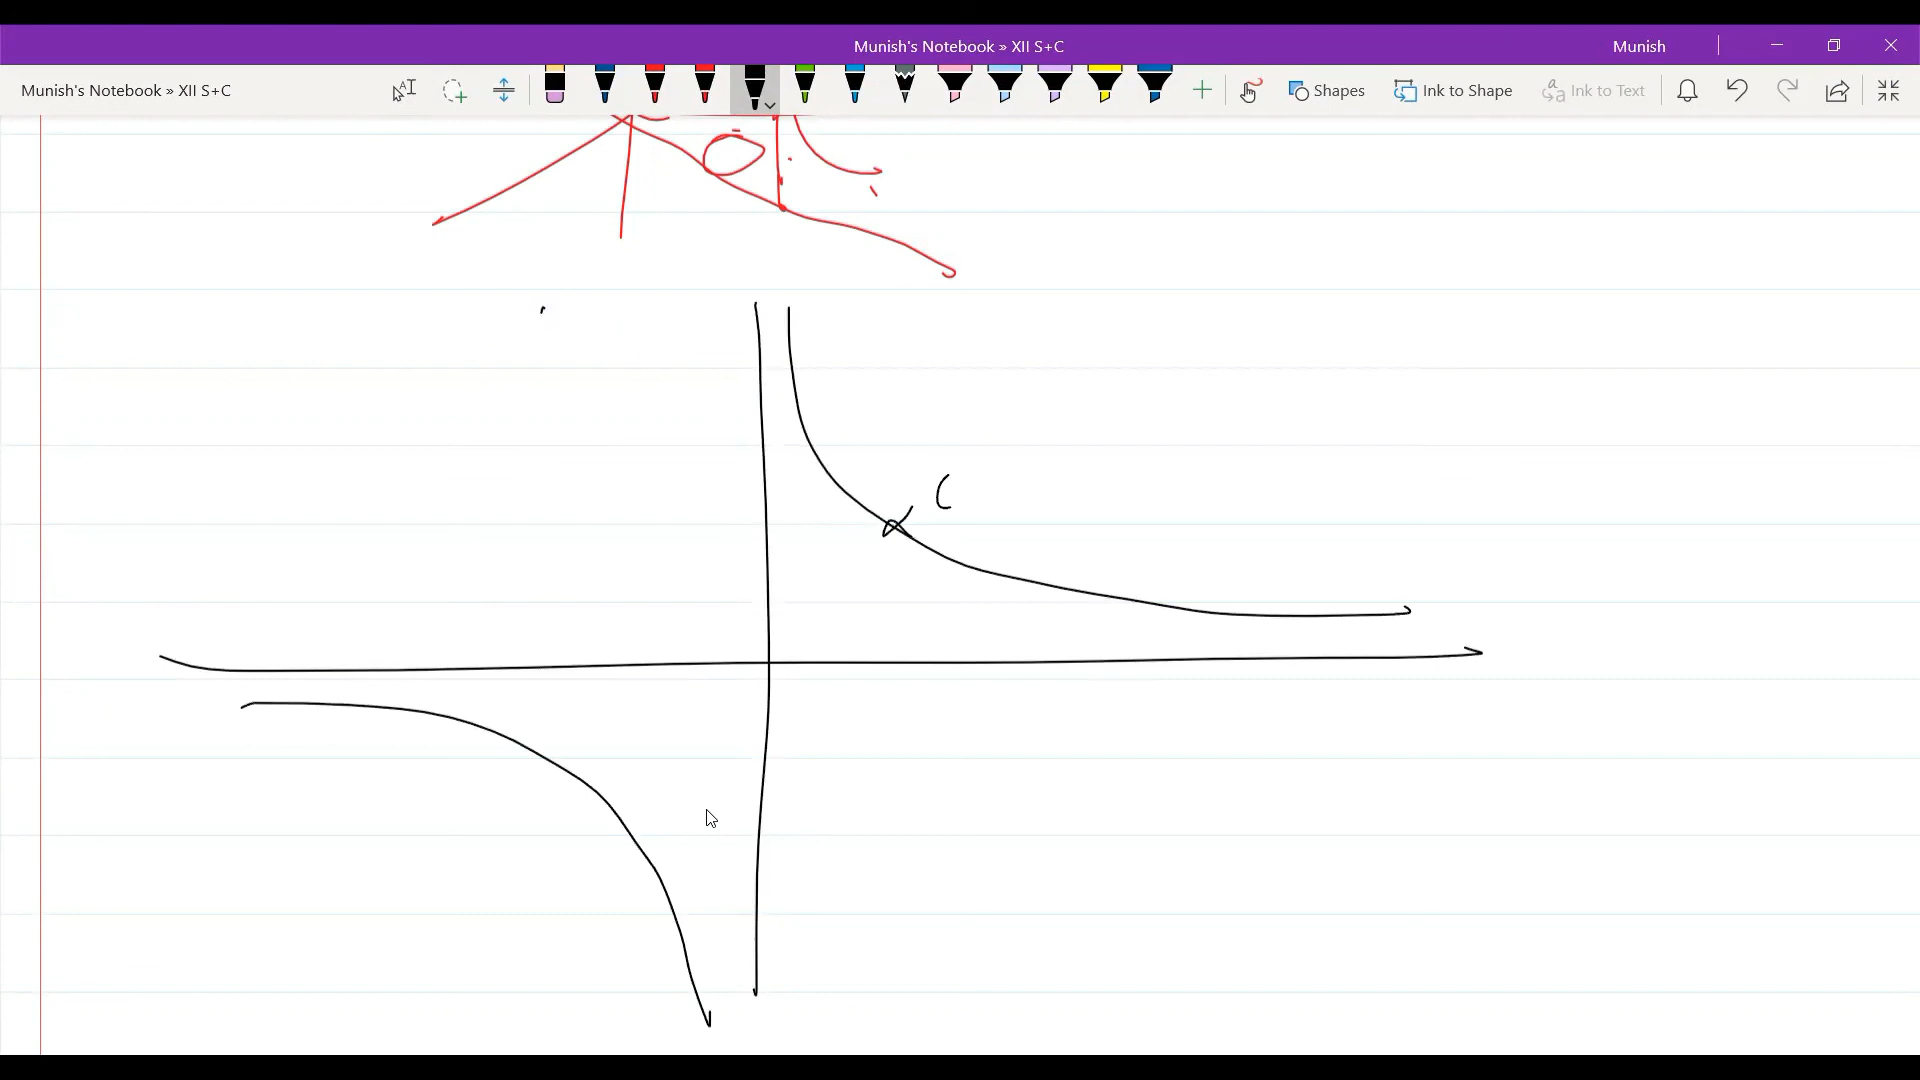 Munish's Notebook » XII S+C
Munish
Munish's Notebook » XII S+C
Shapes
Ink to Shape
Ink to Text
(